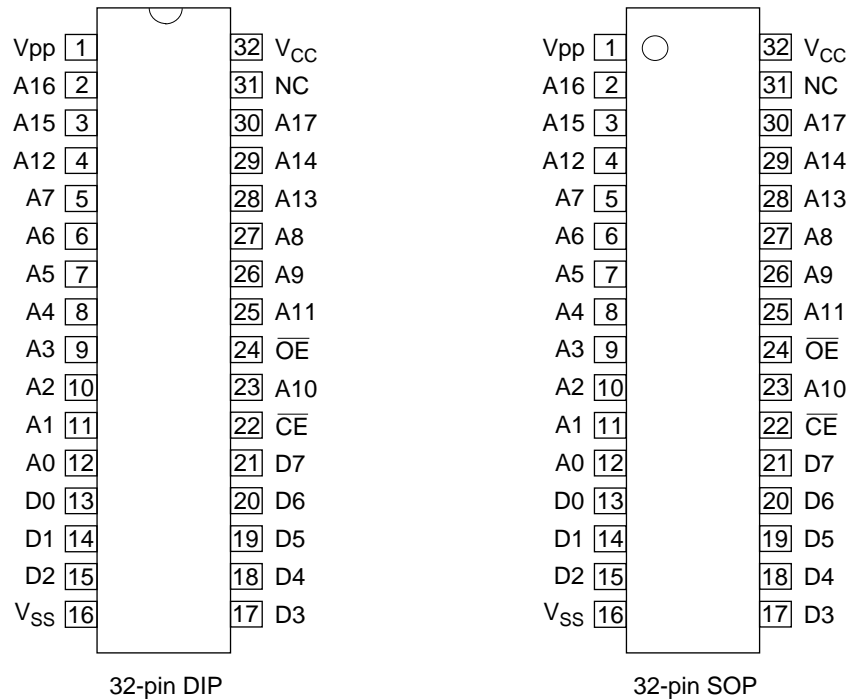 Vpp 1 32 VCC
A16 2 31 NC
A15 3 30 A17
A12 4 29 A14
A7 5 28 A13
A6 6 27 A8
A5 7 26 A9
A4 8 25 A11
A3 9 24 O̅E̅
A2 10 23 A10
A1 11 22 C̅E̅
A0 12 21 D7
D0 13 20 D6
D1 14 19 D5
D2 15 18 D4
VSS 16 17 D3
32-pin DIP
Vpp 1 32 VCC
A16 2 31 NC
A15 3 30 A17
A12 4 29 A14
A7 5 28 A13
A6 6 27 A8
A5 7 26 A9
A4 8 25 A11
A3 9 24 O̅E̅
A2 10 23 A10
A1 11 22 C̅E̅
A0 12 21 D7
D0 13 20 D6
D1 14 19 D5
D2 15 18 D4
VSS 16 17 D3
32-pin SOP